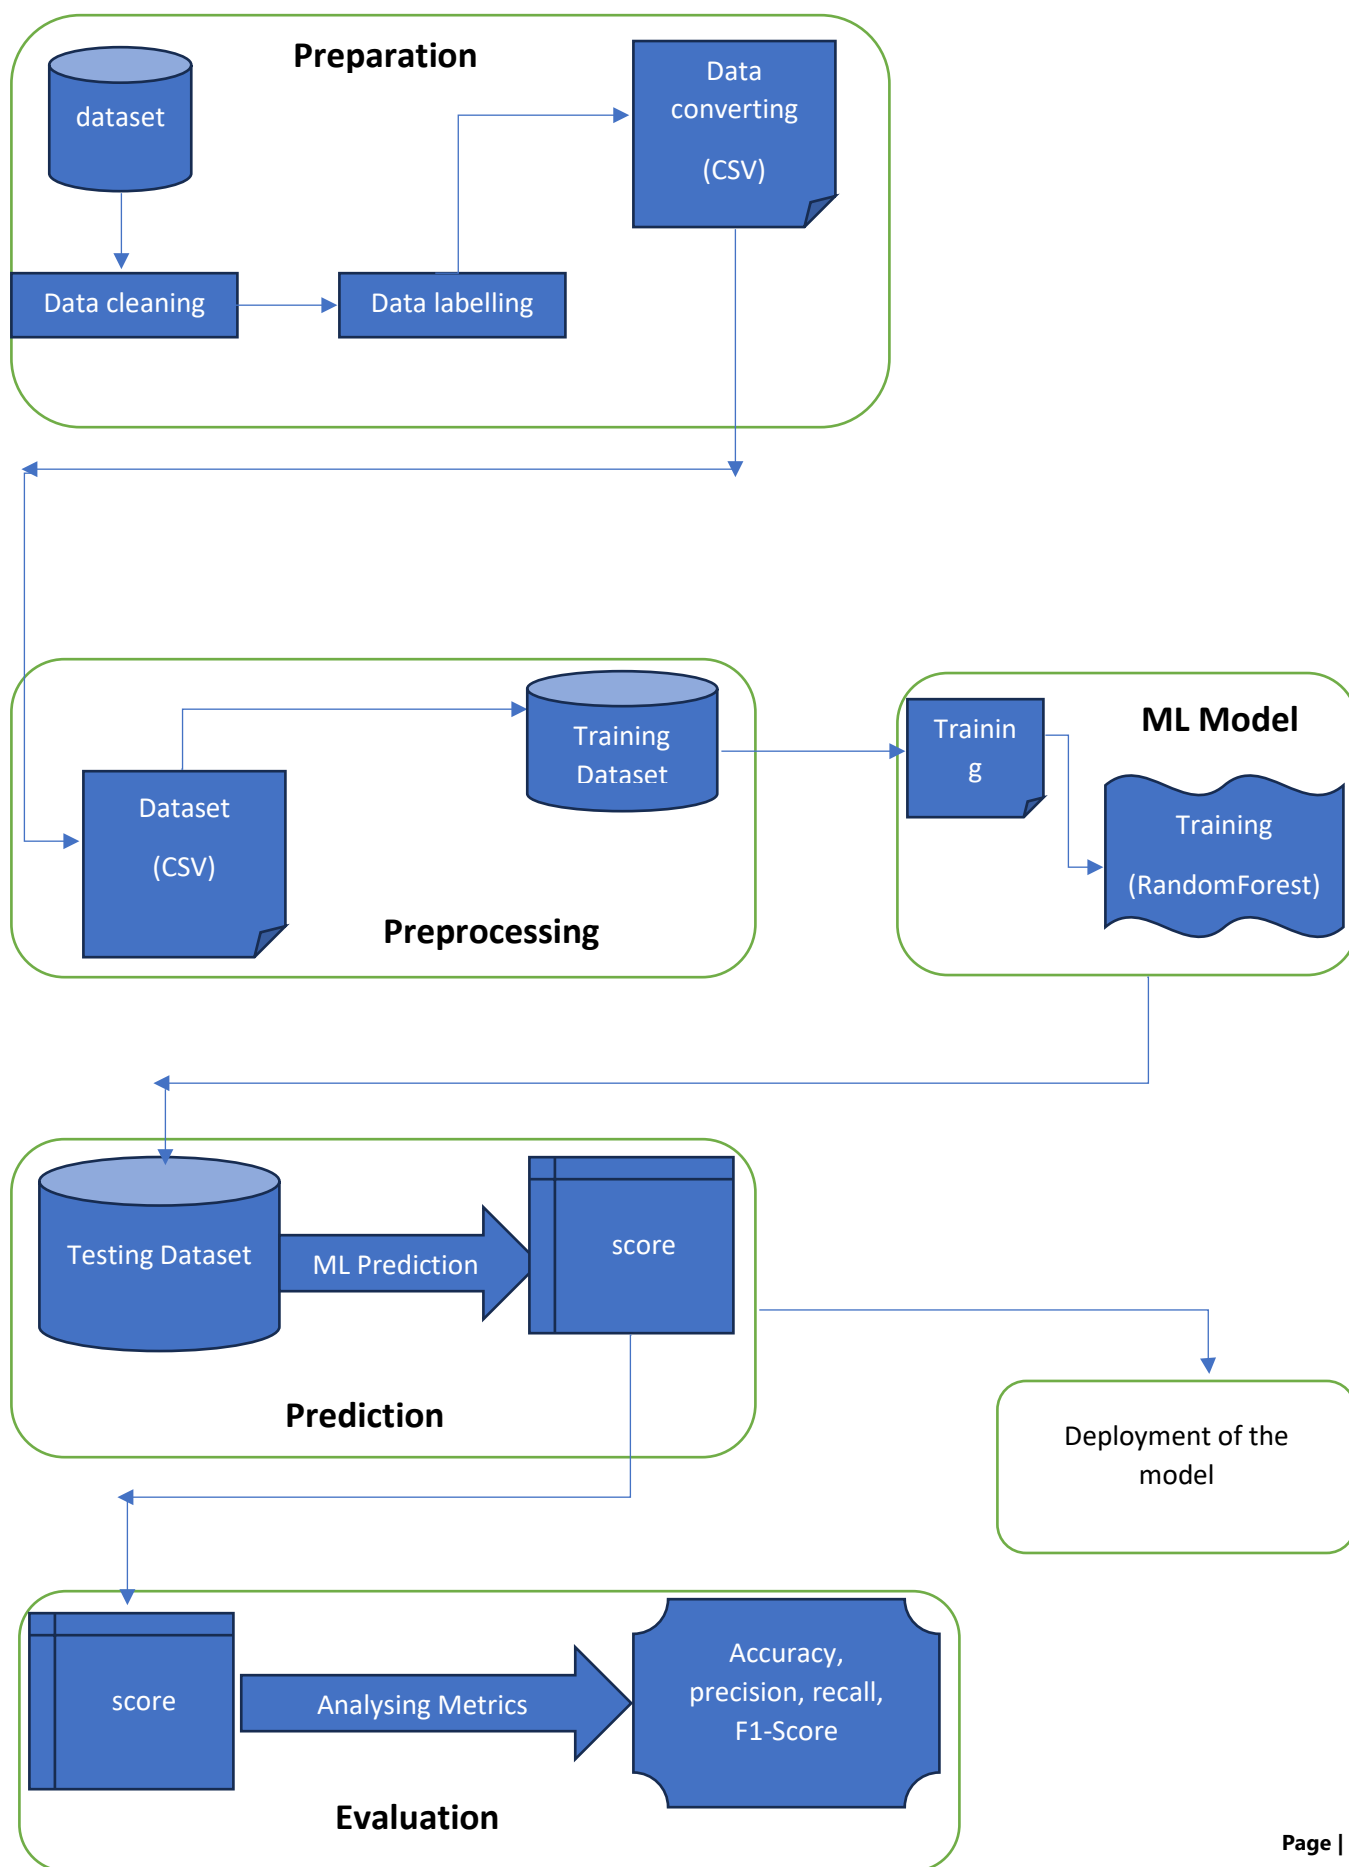 Preparation
dataset
Data
converting
(CSV)
Data cleaning
Data labelling
Training
Dataset
Trainin
g
ML Model
Dataset
(CSV)
Training
(RandomForest)
Preprocessing
Testing Dataset
ML Prediction
score
Prediction
Deployment of the
model
score
Analysing Metrics
Accuracy,
precision, recall,
F1-Score
Evaluation
Page |